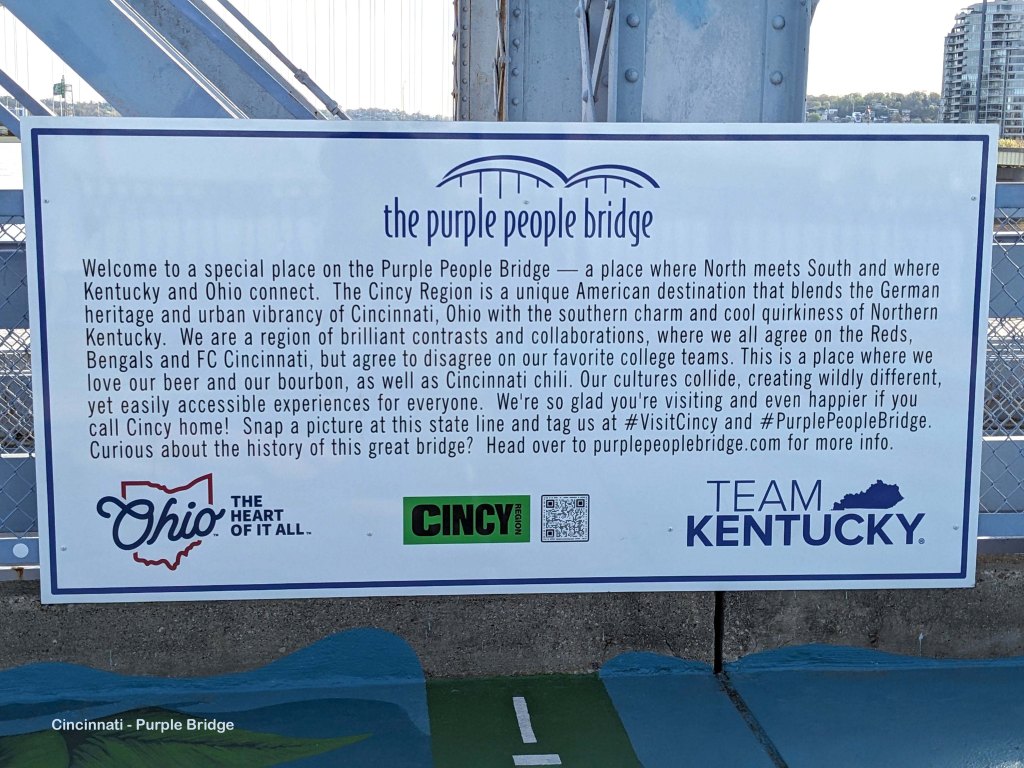 the purple people bridge
Welcome to a special place on the Purple People Bridge — a place where North meets South and where
Kentucky and Ohio connect. The Cincy Region is a unique American destination that blends the German
heritage and urban vibrancy of Cincinnati, Ohio with the southern charm and cool quirkiness of Northern
Kentucky. We are a region of brilliant contrasts and collaborations, where we all agree on the Reds,
Bengals and FC Cincinnati, but agree to disagree on our favorite college teams. This is a place where we
love our beer and our bourbon, as well as Cincinnati chili. Our cultures collide, creating wildly different,
yet easily accessible experiences for everyone. We're so glad you're visiting and even happier if you
call Cincy home! Snap a picture at this state line and tag us at #VisitCincy and #PurplePeopleBridge.
Curious about the history of this great bridge? Head over to purplepeoplebridge.com for more info.
Ohio™
THE
HEART
OF IT ALL™
CINCY
REGION
TEAM
KENTUCKY®
Cincinnati - Purple Bridge